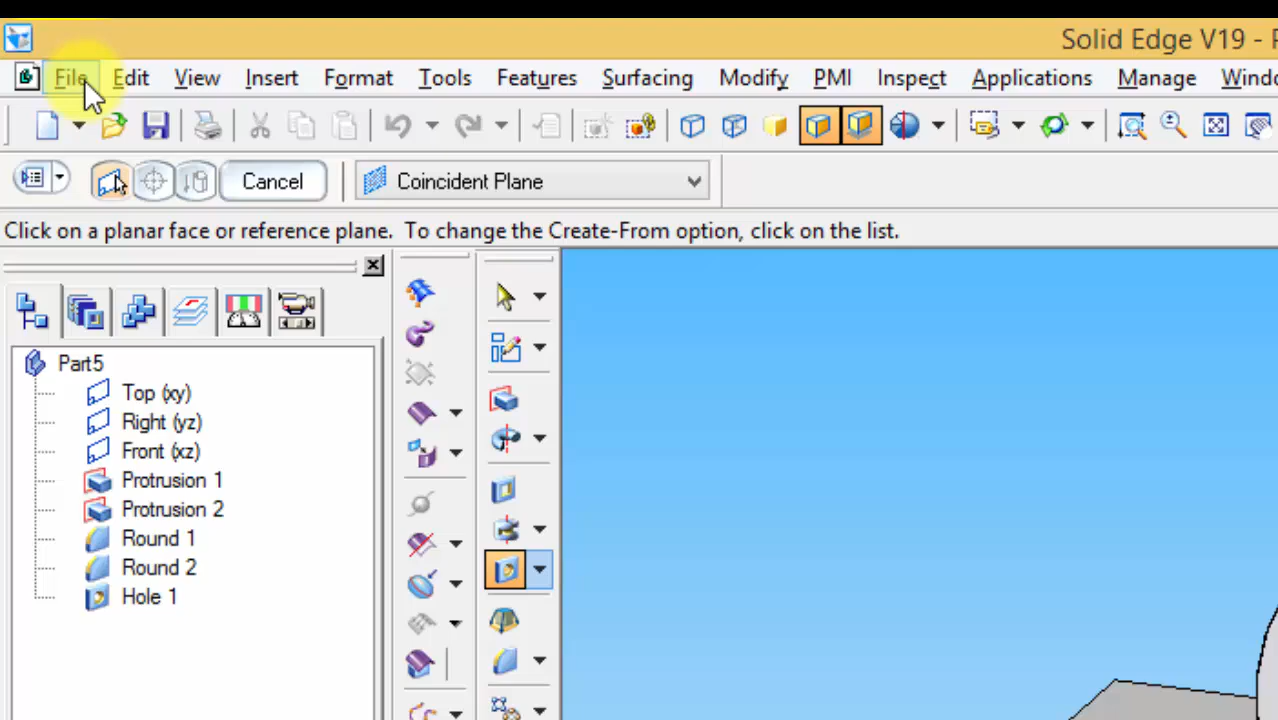 Solid Edge V19 -
File Edit View Insert Format Tools Features Surfacing Modify PMI Inspect Applications Manage
Cancel Coincident Plane
Click on a planar face or reference plane. To change the Create-From option, click on the list.
Part5
Top (xy)
Right (yz)
Front (xz)
Protrusion 1
Protrusion 2
Round 1
Round 2
Hole 1